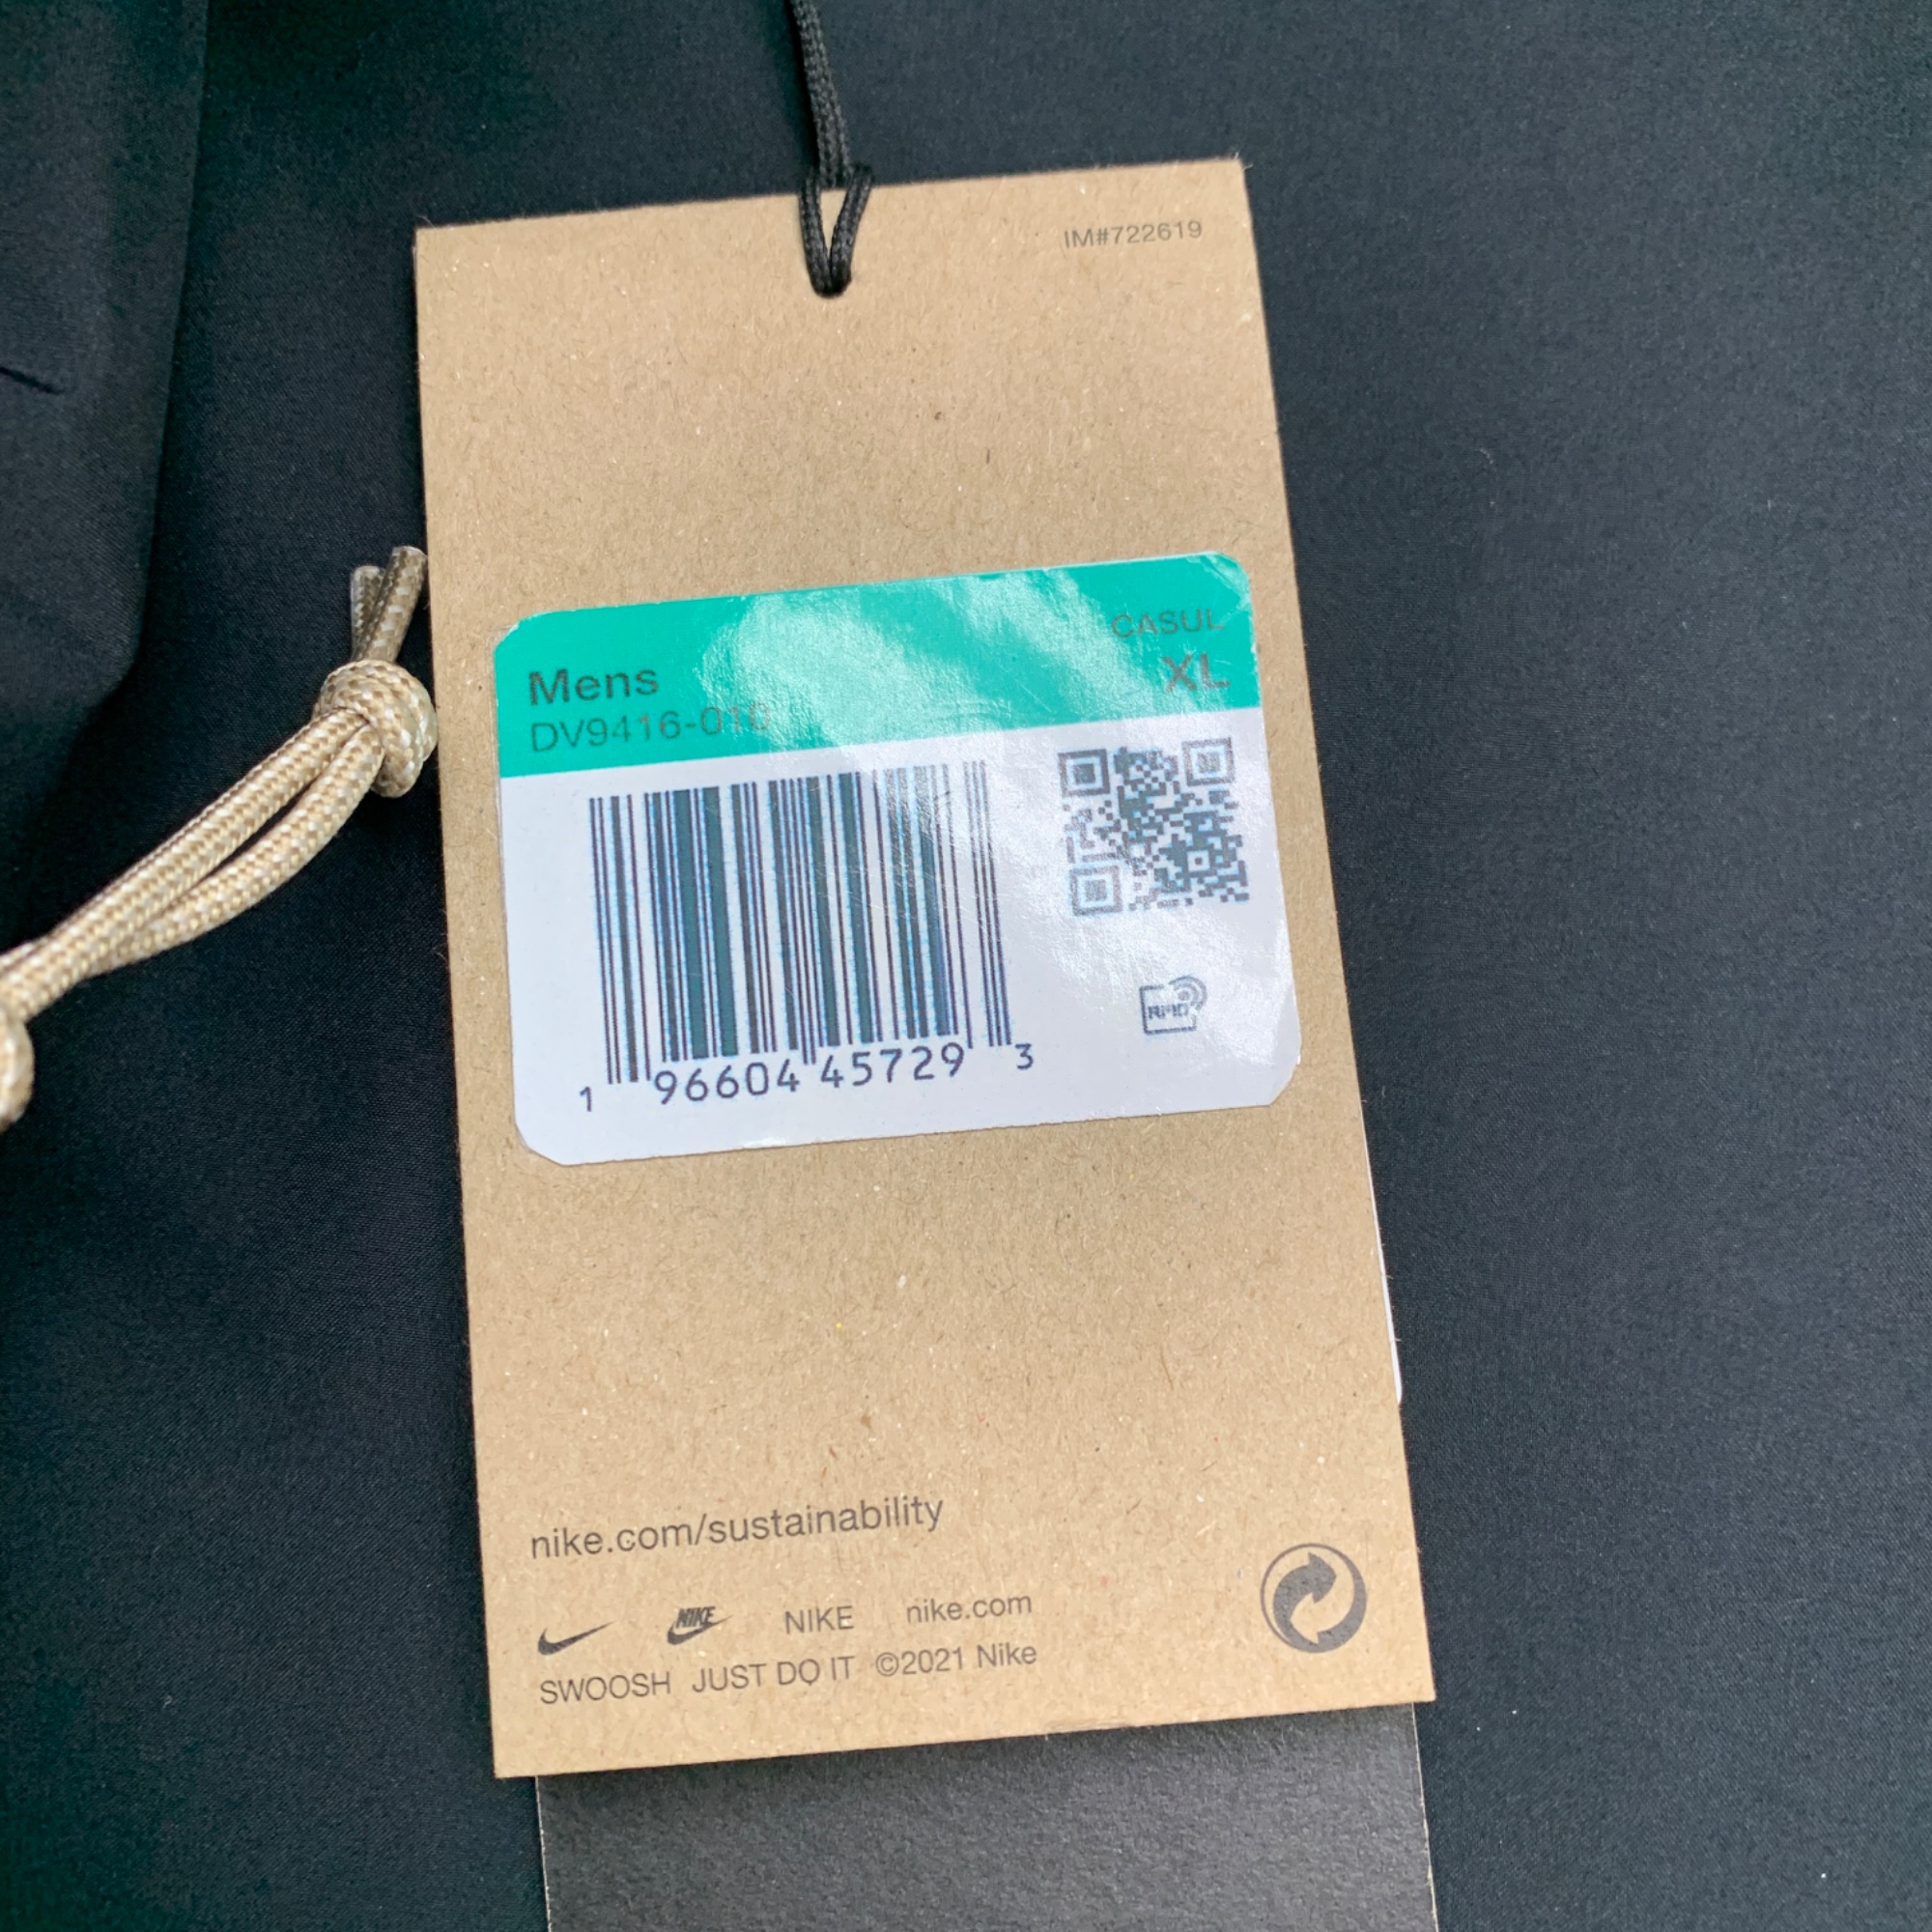 IM#722619
CASUL
Mens XL
DV9416-010
1 96604 45729 3
RFID
nike.com/sustainability
NIKE NIKE nike.com
SWOOSH JUST DO IT ©2021 Nike